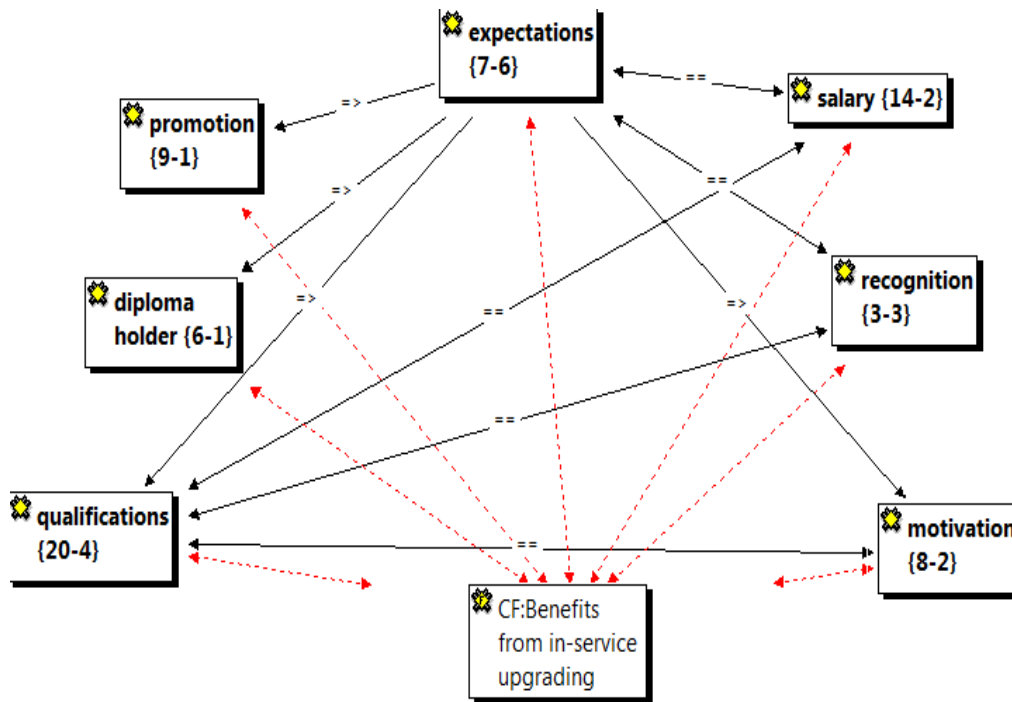 expectations
{7-6}
==
salary {14-2}
=>
promotion
{9-1}
=>
==
diploma
holder {6-1}
=>
==
=>
recognition
{3-3}
==
qualifications
{20-4}
==
motivation
{8-2}
CF:Benefits
from in-service
upgrading